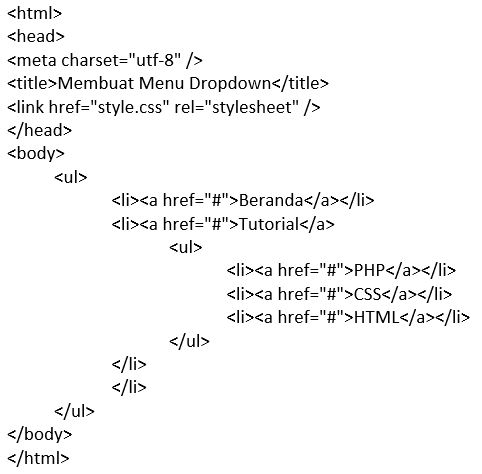 <html>
<head>
<meta charset="utf-8" />
<title>Membuat Menu Dropdown</title>
<link href="style.css" rel="stylesheet" />
</head>
<body>
<ul>
<li><a href="#">Beranda</a></li>
<li><a href="#">Tutorial</a>
<ul>
<li><a href="#">PHP</a></li>
<li><a href="#">CSS</a></li>
<li><a href="#">HTML</a></li>
</ul>
</li>
</li>
</ul>
</body>
</html>